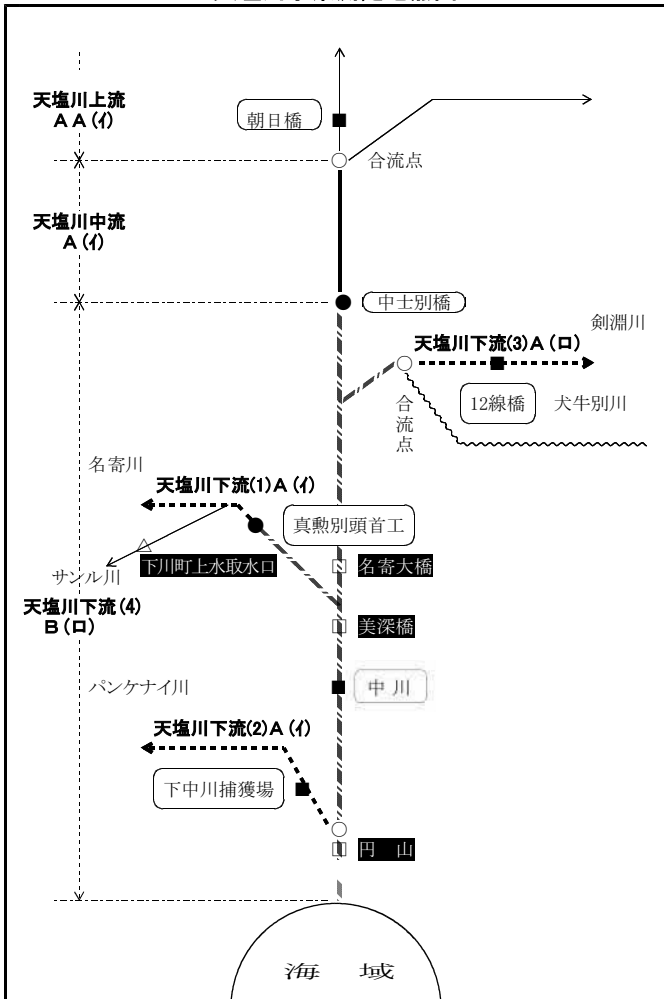 天塩川上流
AA(イ)
朝日橋
合流点
天塩川中流
A(イ)
中士別橋
剣淵川
天塩川下流(3)A(ロ)
合流点
12線橋
犬牛別川
名寄川
天塩川下流(1)A(イ)
真勲別頭首工
下川町上水取水口
名寄大橋
サンル川
天塩川下流(4)
B(ロ)
美深橋
パンケナイ川
中川
天塩川下流(2)A(イ)
下中川捕獲場
円 山
海 域